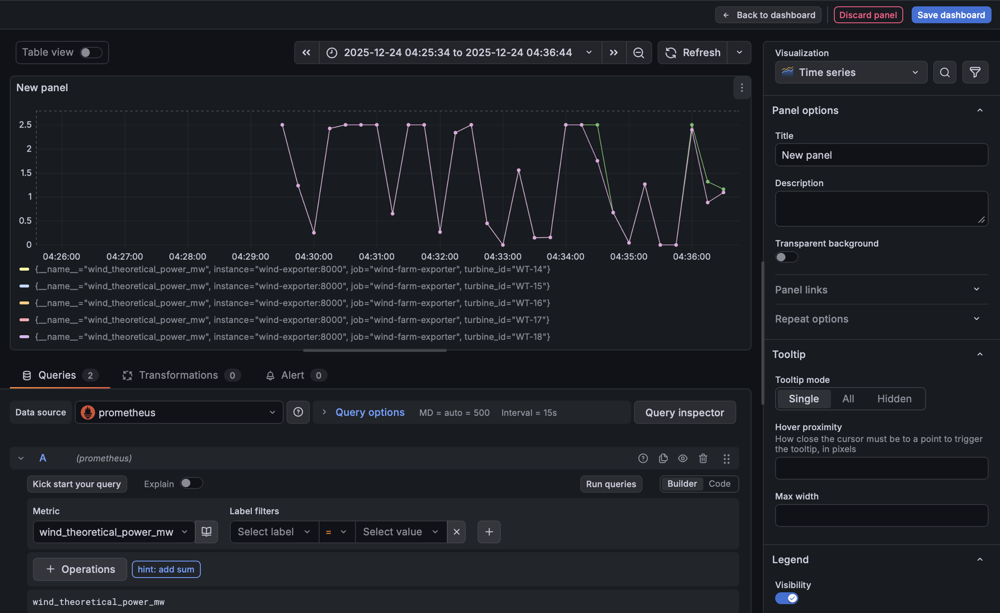 Back to dashboard
Discard panel
Save dashboard
Table view
2025-12-24 04:25:34 to 2025-12-24 04:36:44
Refresh
New panel
2.5
2
1.5
1
0.5
0
04:26:00 04:27:00 04:28:00 04:29:00 04:30:00 04:31:00 04:32:00 04:33:00 04:34:00 04:35:00 04:36:00
{__name__="wind_theoretical_power_mw", instance="wind-exporter:8000", job="wind-farm-exporter", turbine_id="WT-14"}
{__name__="wind_theoretical_power_mw", instance="wind-exporter:8000", job="wind-farm-exporter", turbine_id="WT-15"}
{__name__="wind_theoretical_power_mw", instance="wind-exporter:8000", job="wind-farm-exporter", turbine_id="WT-16"}
{__name__="wind_theoretical_power_mw", instance="wind-exporter:8000", job="wind-farm-exporter", turbine_id="WT-17"}
{__name__="wind_theoretical_power_mw", instance="wind-exporter:8000", job="wind-farm-exporter", turbine_id="WT-18"}
Queries 2
Transformations 0
Alert 0
Data source
prometheus
Query options MD = auto = 500 Interval = 15s
Query inspector
A (prometheus)
Kick start your query
Explain
Run queries
Builder Code
Metric
Label filters
wind_theoretical_power_mw
Select label
=
Select value
+ Operations
hint: add sum
wind_theoretical_power_mw
Visualization
Time series
Panel options
Title
New panel
Description
Transparent background
Panel links
Repeat options
Tooltip
Tooltip mode
Single All Hidden
Hover proximity
How close the cursor must be to a point to trigger
the tooltip, in pixels
Max width
Legend
Visibility